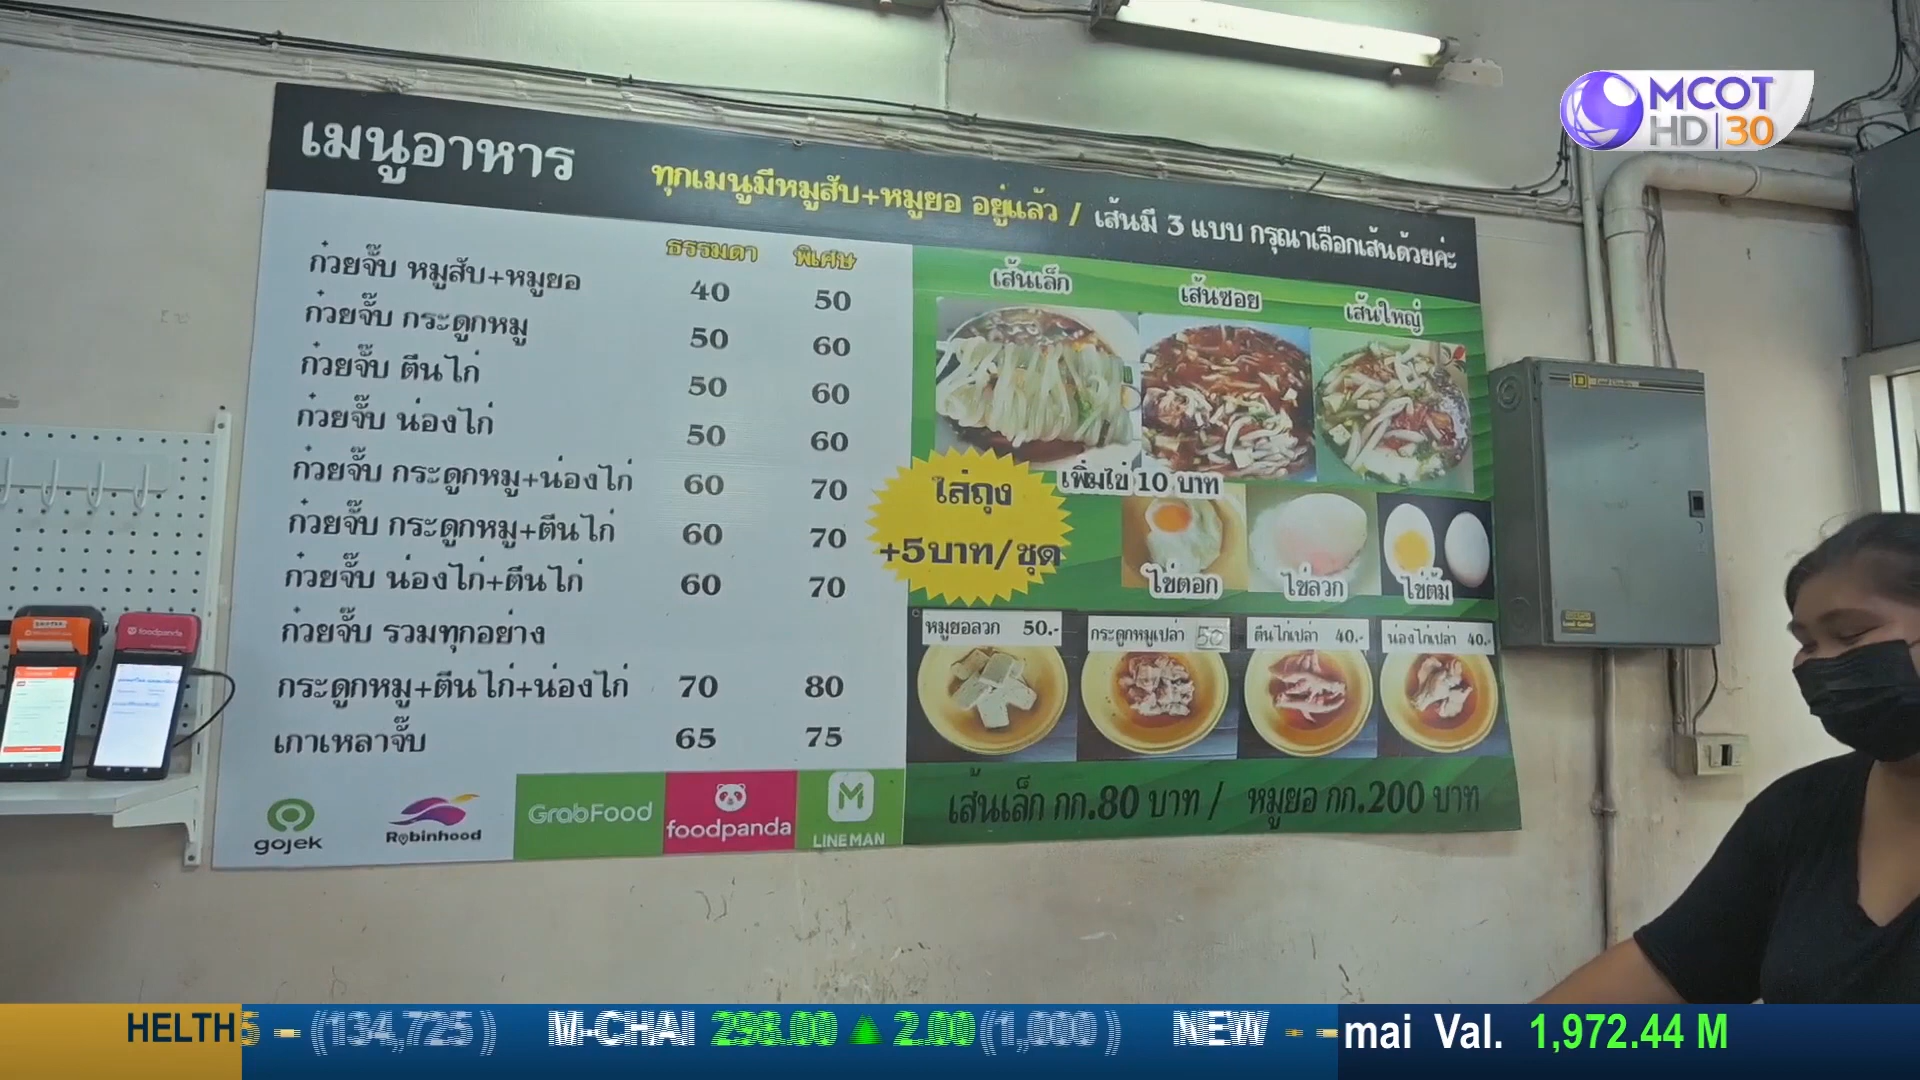 MCOT
HD 30
เมนูอาหาร
ทุกเมนูมีหมูสับ+หมูยอ อยู่แล้ว / เส้นมี 3 แบบ กรุณาเลือกเส้นด้วยค่ะ
ธรรมดา พิเศษ
ก๋วยจั๊บ หมูสับ+หมูยอ 40 50
ก๋วยจั๊บ กระดูกหมู 50 60
ก๋วยจั๊บ ตีนไก่ 50 60
ก๋วยจั๊บ น่องไก่ 50 60
ก๋วยจั๊บ กระดูกหมู+น่องไก่ 60 70
ก๋วยจั๊บ กระดูกหมู+ตีนไก่ 60 70
ก๋วยจั๊บ น่องไก่+ตีนไก่ 60 70
ก๋วยจั๊บ รวมทุกอย่าง
กระดูกหมู+ตีนไก่+น่องไก่ 70 80
เกาเหลาจั๊บ 65 75
gojek
Robinhood
GrabFood
foodpanda
LINE MAN
เส้นเล็ก เส้นซอย เส้นใหญ่
ใส่ถุง
+5บาท/ชุด
เพิ่มไข่ 10 บาท
ไข่ตอก ไข่ลวก ไข่ต้ม
หมูยอลวก 50.- กระดูกหมูเปล่า 50 ตีนไก่เปล่า 40.- น่องไก่เปล่า 40.-
เส้นเล็ก กก.80 บาท / หมูยอ กก.200 บาท
foodpanda
HELTH 5 - (134,725) M-CHAI 298.00 ▲ 2.00 (1,000) NEW - - mai Val. 1,972.44 M